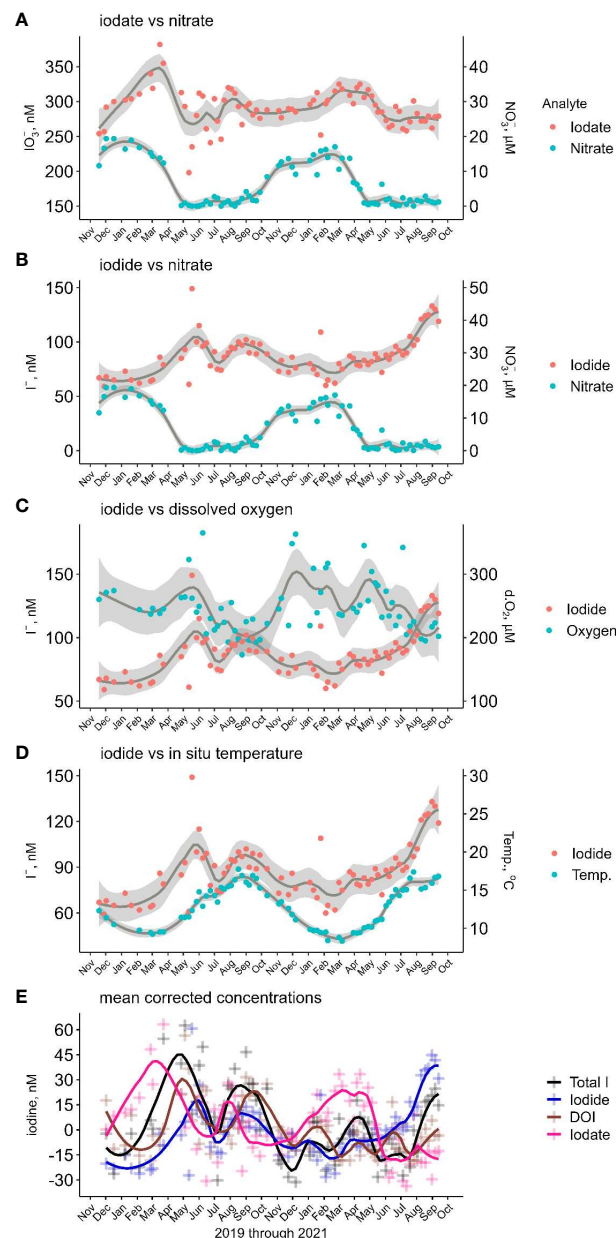 A
iodate vs nitrate
350
300
250
200
150
IO₃⁻, nM
40
30
20
10
0
NO₃⁻, µM
Nov Dec Jan Feb Mar Apr May Jun Jul Aug Sep Oct Nov Dec Jan Feb Mar Apr May Jun Jul Aug Sep Oct
Analyte
Iodate
Nitrate
B
iodide vs nitrate
150
100
50
0
I⁻, nM
50
40
30
20
10
0
NO₃⁻, µM
Nov Dec Jan Feb Mar Apr May Jun Jul Aug Sep Oct Nov Dec Jan Feb Mar Apr May Jun Jul Aug Sep Oct
Iodide
Nitrate
C
iodide vs dissolved oxygen
150
100
50
I⁻, nM
300
200
100
d.O₂, µM
Nov Dec Jan Feb Mar Apr May Jun Jul Aug Sep Oct Nov Dec Jan Feb Mar Apr May Jun Jul Aug Sep Oct
Iodide
Oxygen
D
iodide vs in situ temperature
150
120
90
60
I⁻, nM
30
25
20
15
10
Temp., ⁰C
Nov Dec Jan Feb Mar Apr May Jun Jul Aug Sep Oct Nov Dec Jan Feb Mar Apr May Jun Jul Aug Sep Oct
Iodide
Temp.
E
mean corrected concentrations
60
45
30
15
0
-15
-30
iodine, nM
Nov Dec Jan Feb Mar Apr May Jun Jul Aug Sep Oct Nov Dec Jan Feb Mar Apr May Jun Jul Aug Sep Oct
2019 through 2021
Total I
Iodide
DOI
Iodate